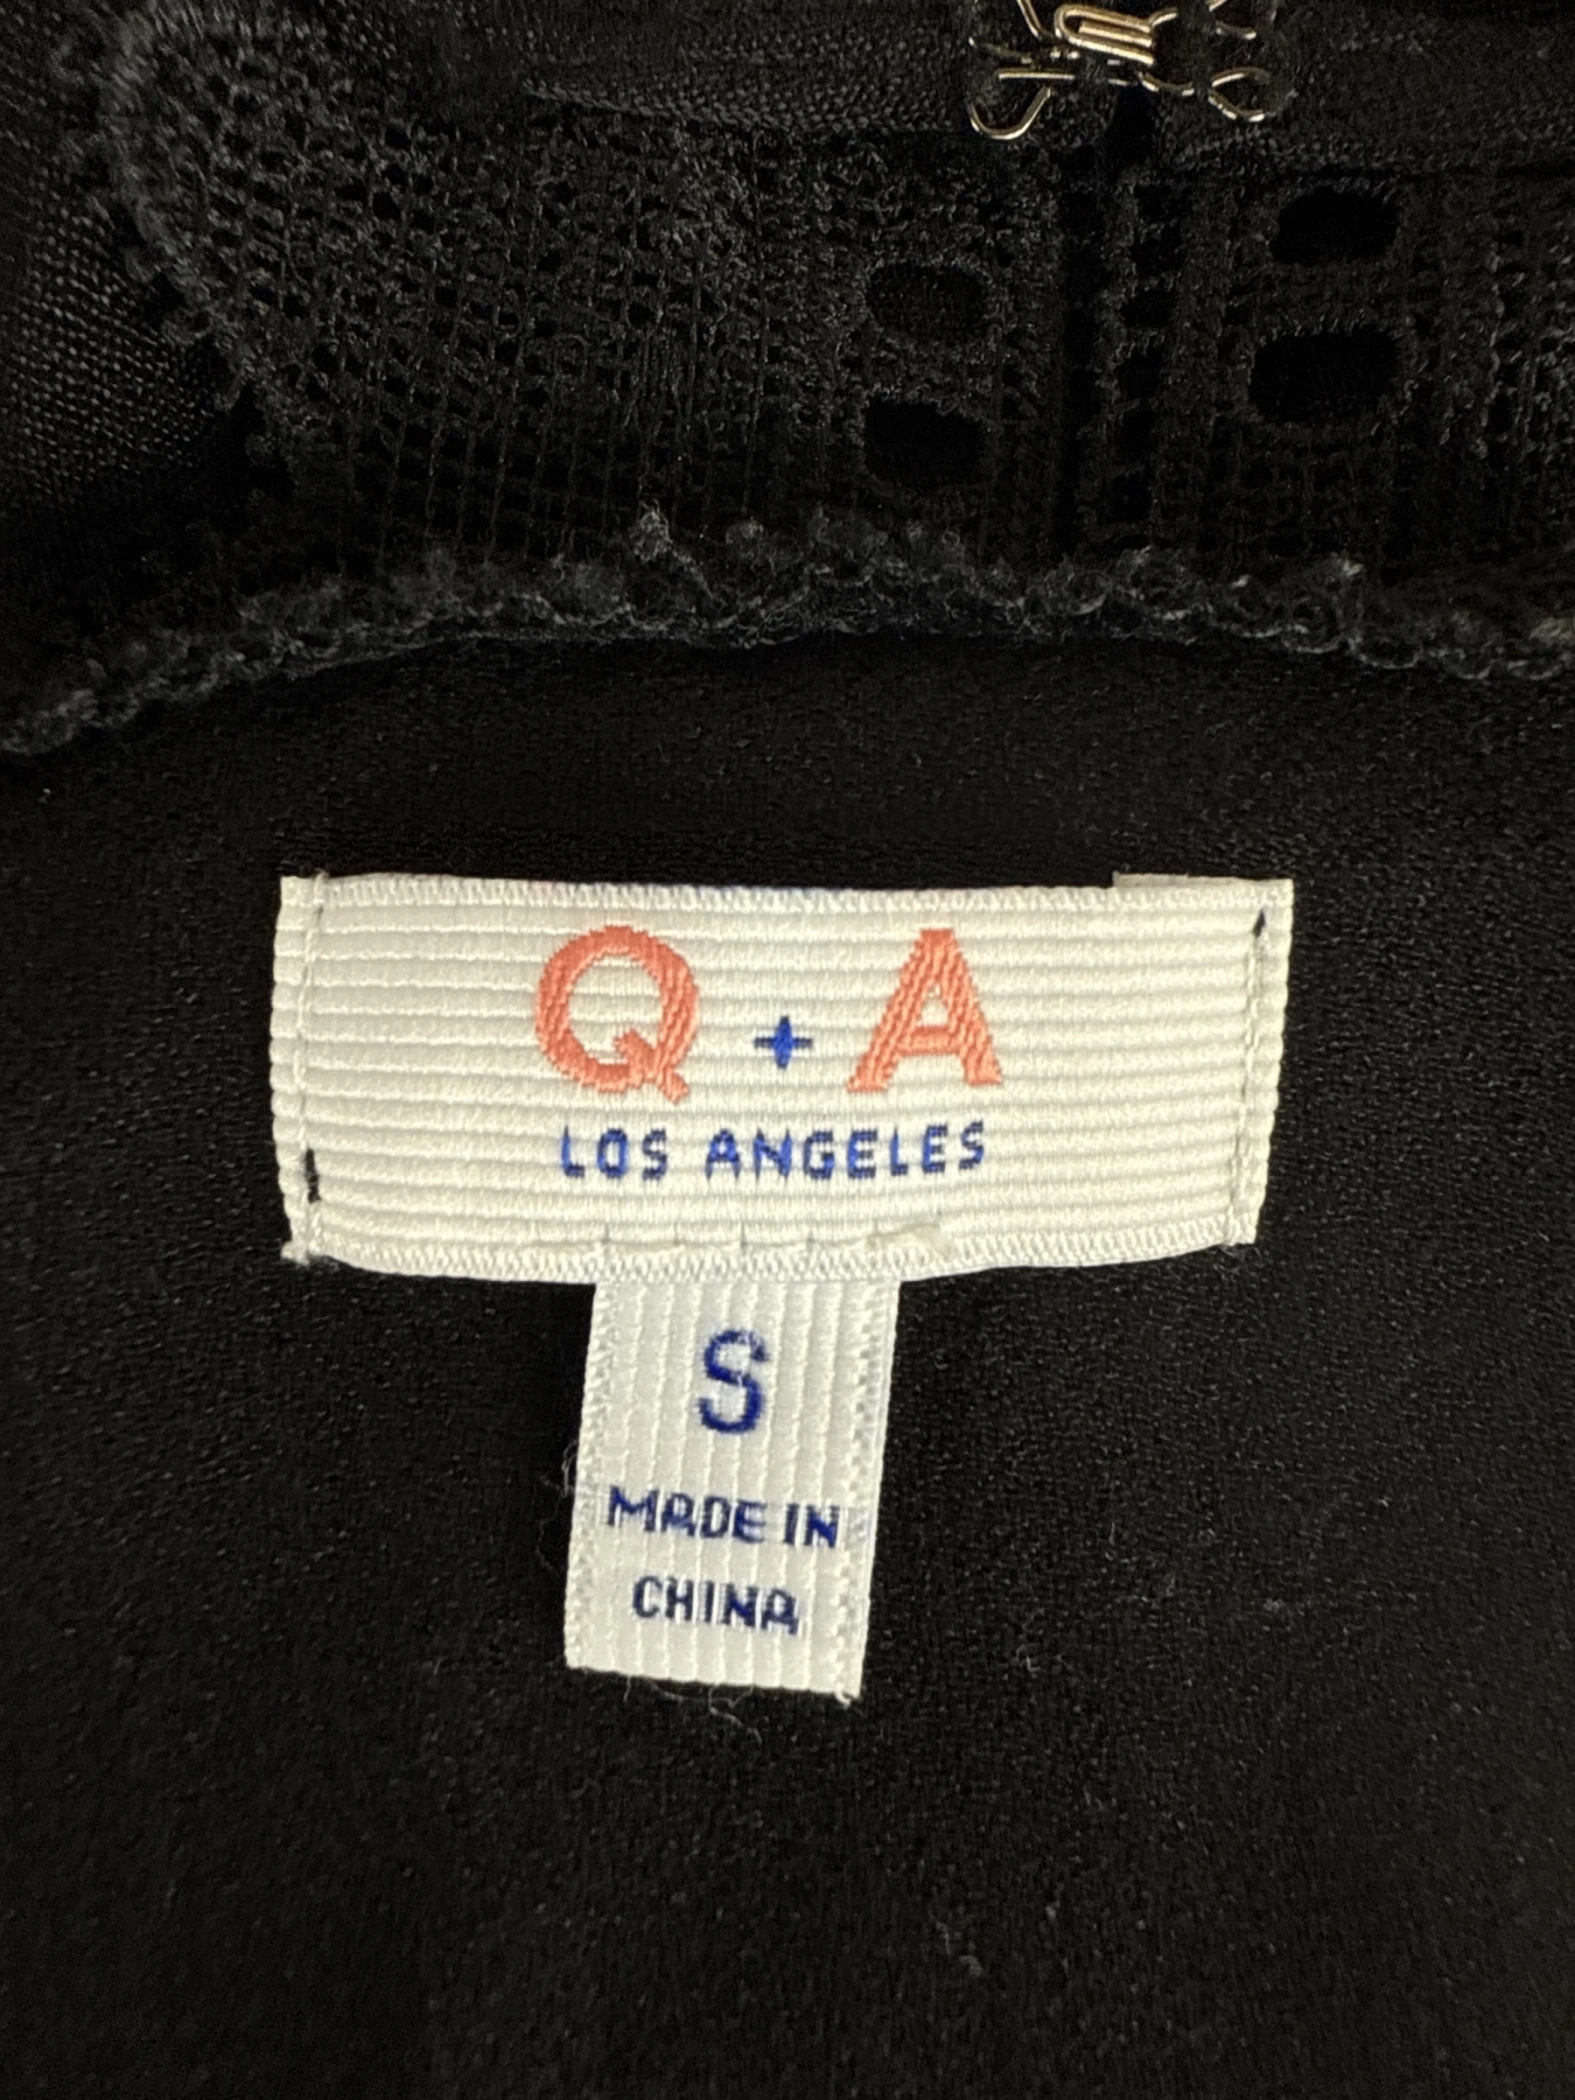 Q + A
LOS ANGELES
S
MADE IN
CHINA